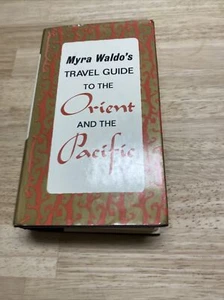 Myra Waldo's
TRAVEL GUIDE
TO THE
Orient
AND THE
Pacific